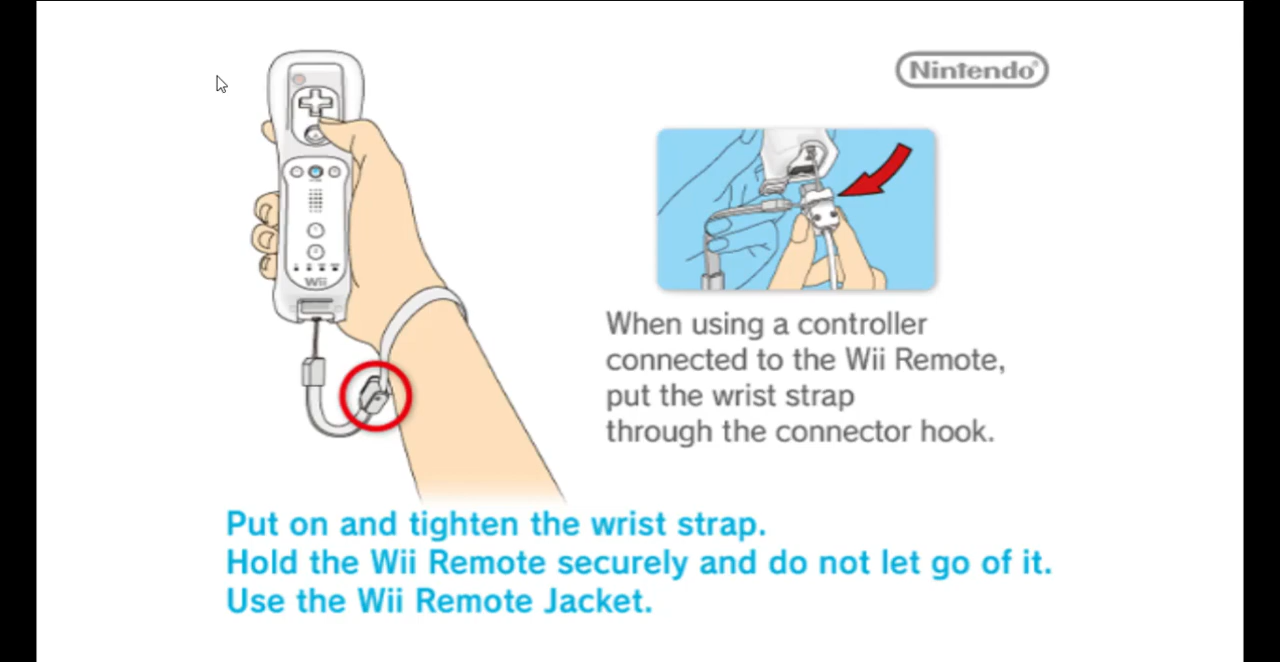 Nintendo®
When using a controller
connected to the Wii Remote,
put the wrist strap
through the connector hook.
Wii
Put on and tighten the wrist strap.
Hold the Wii Remote securely and do not let go of it.
Use the Wii Remote Jacket.